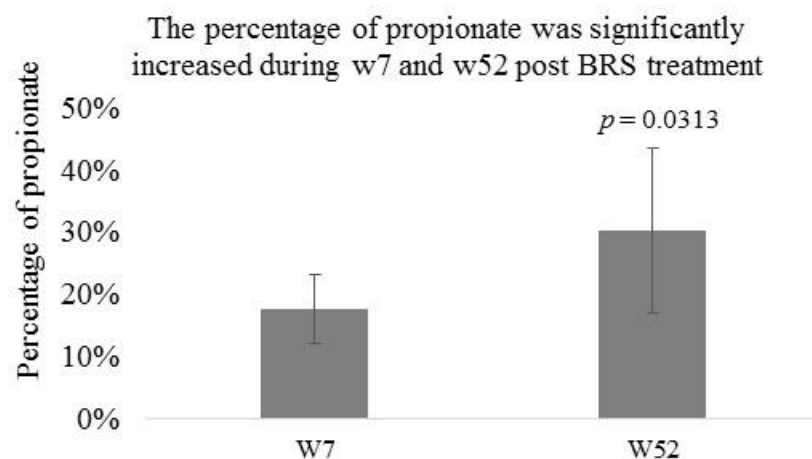 The percentage of propionate was significantly
increased during w7 and w52 post BRS treatment
Percentage of propionate
50%
40%
30%
20%
10%
0%
p = 0.0313
W7
W52